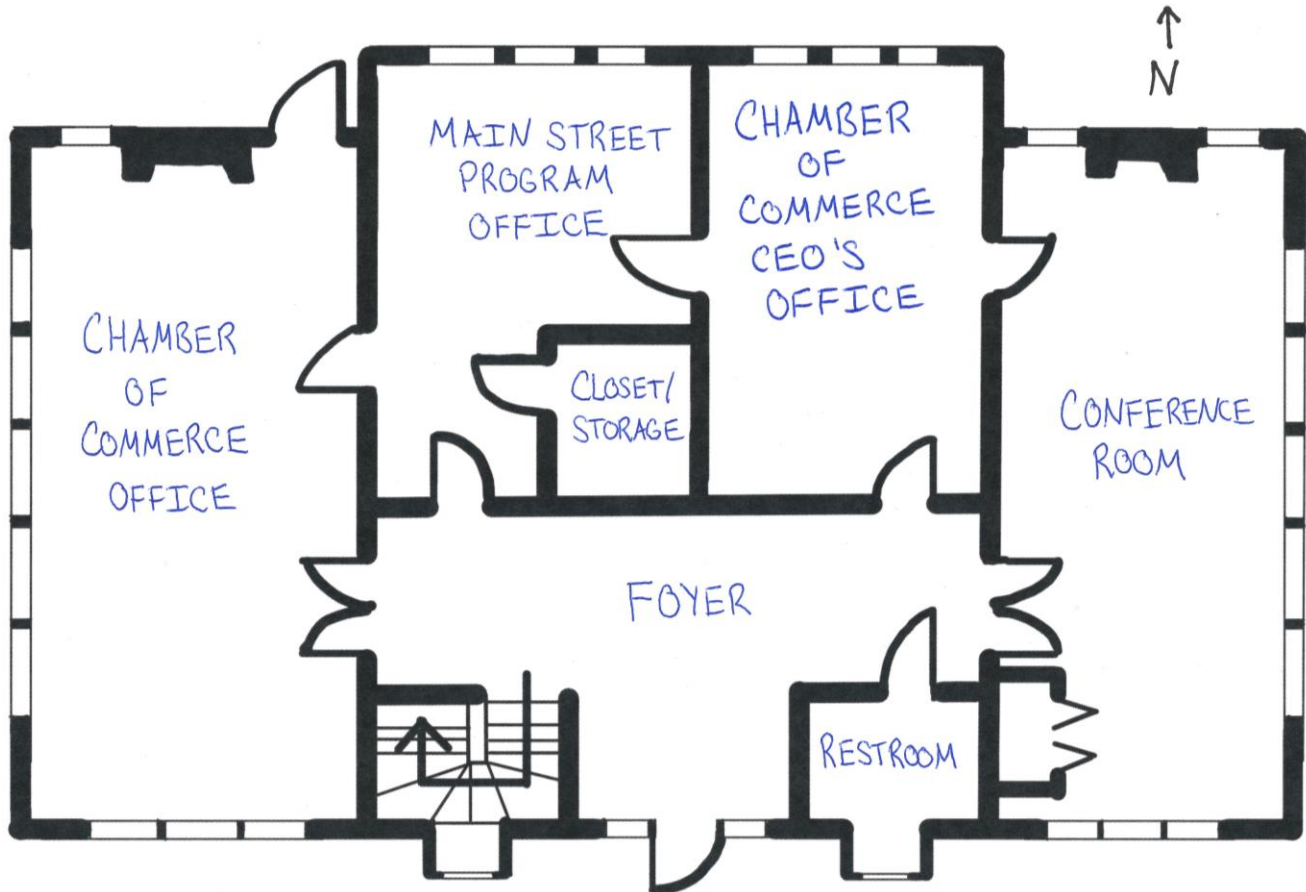 N
MAIN STREET
PROGRAM
OFFICE
CHAMBER
OF
COMMERCE
CEO'S
OFFICE
CHAMBER
OF
COMMERCE
OFFICE
CLOSET/
STORAGE
CONFERENCE
ROOM
FOYER
RESTROOM